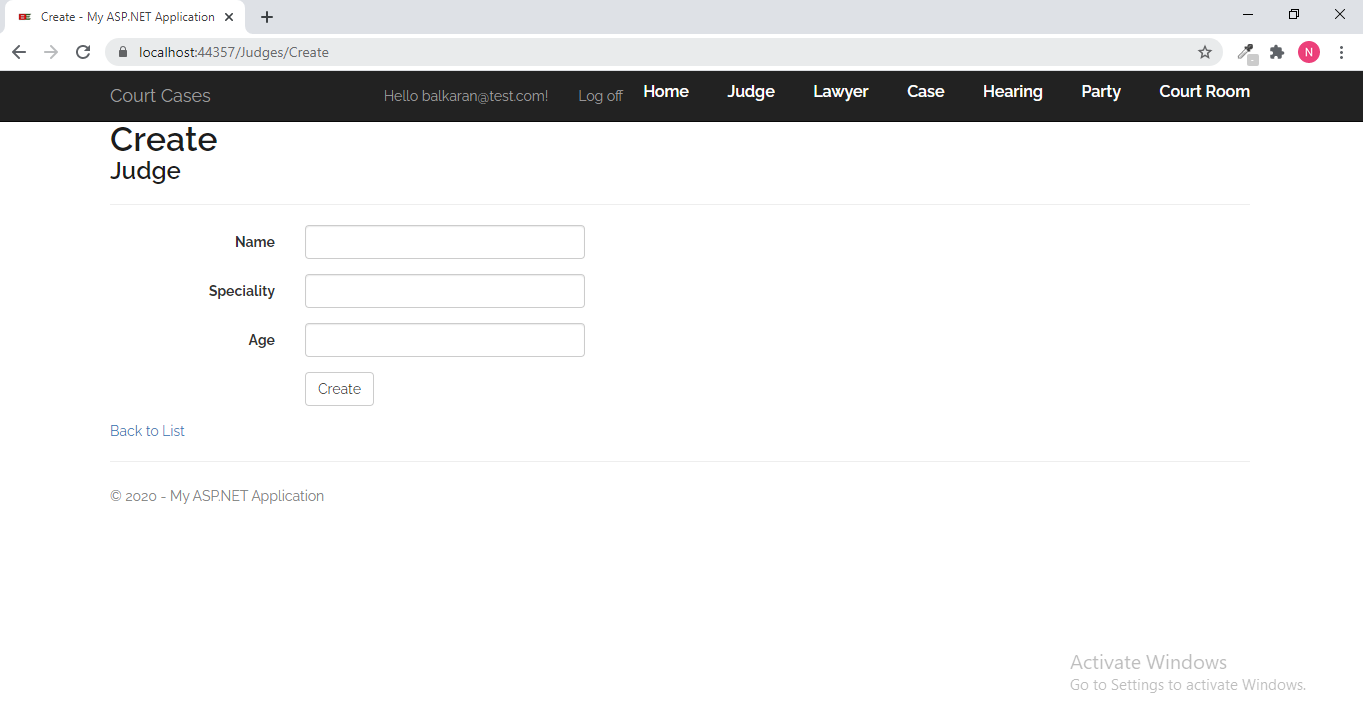 Create - My ASP.NET Application
localhost:44357/Judges/Create
N
Court Cases Hello balkaran@test.com! Log off Home Judge Lawyer Case Hearing Party Court Room
Create
Judge
Name
Speciality
Age
Create
Back to List
© 2020 - My ASP.NET Application
Activate Windows
Go to Settings to activate Windows.